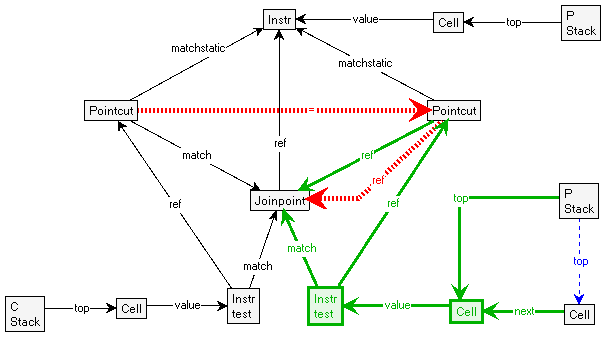 Instr
value
Cell
top
P
Stack
matchstatic
matchstatic
Pointcut
=
Pointcut
ref
match
ref
ref
Joinpoint
top
P
Stack
ref
ref
match
match
top
C
Stack
top
Cell
value
Instr
test
Instr
test
value
Cell
next
Cell